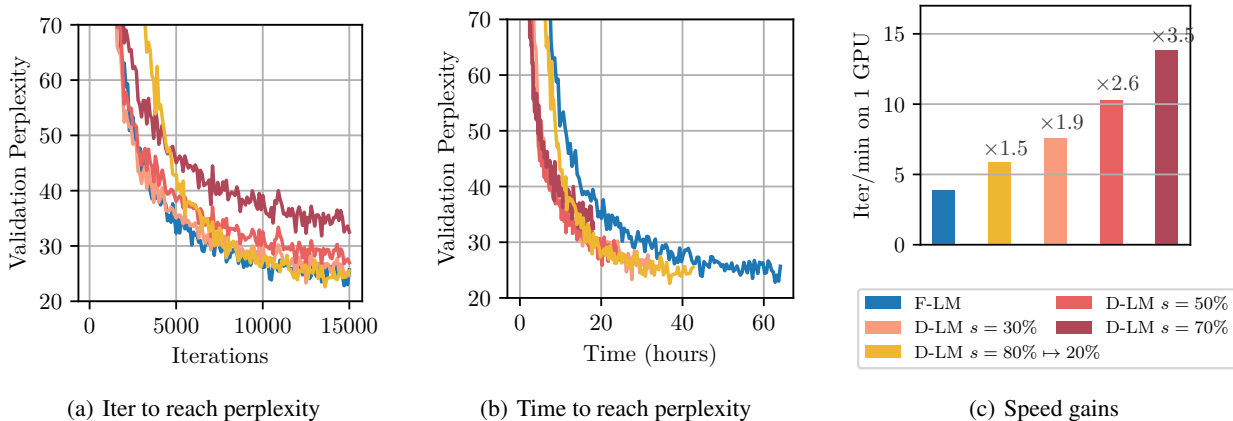 70
60
50
40
30
20
Validation Perplexity
0
5000
10000
15000
Iterations
(a) Iter to reach perplexity
70
60
50
40
30
20
Validation Perplexity
0
20
40
60
Time (hours)
(b) Time to reach perplexity
15
10
5
0
Iter/min on 1 GPU
×1.5
×1.9
×2.6
×3.5
F-LM
D-LM s = 30%
D-LM s = 80% ↦ 20%
D-LM s = 50%
D-LM s = 70%
(c) Speed gains